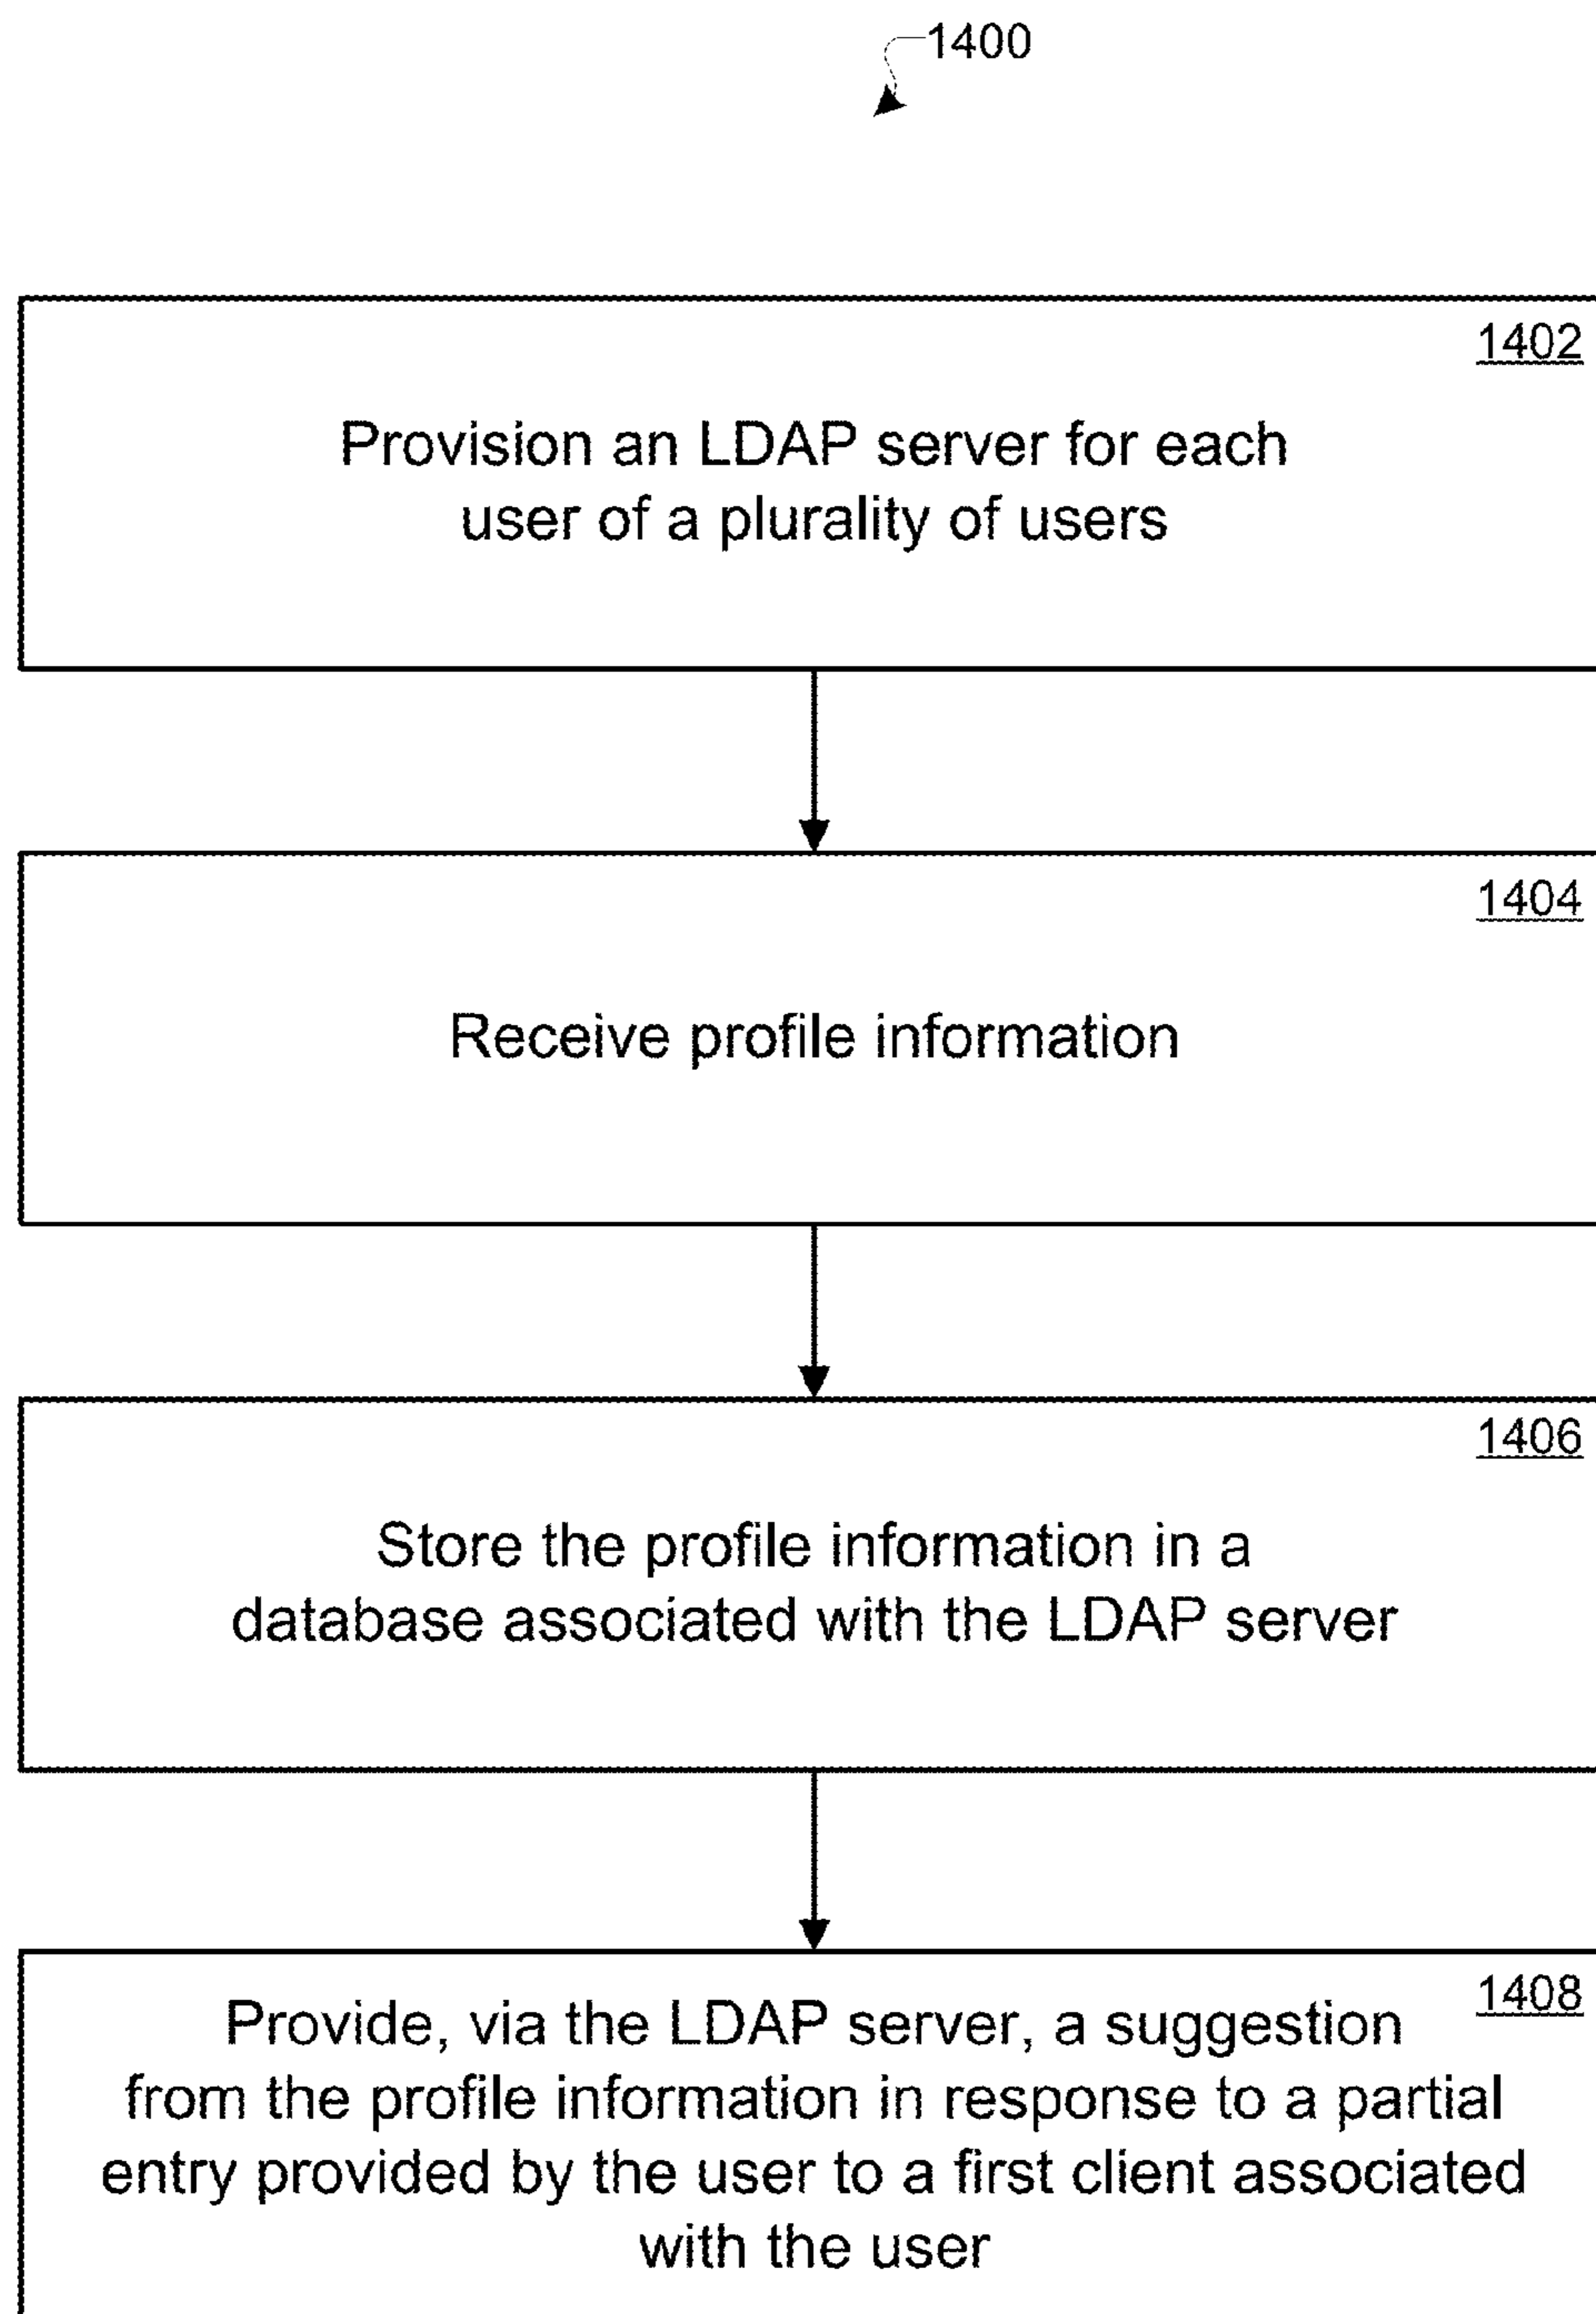 1400
1402
Provision an LDAP server for each
user of a plurality of users
1404
Receive profile information
1406
Store the profile information in a
database associated with the LDAP server
1408
Provide, via the LDAP server, a suggestion
from the profile information in response to a partial
entry provided by the user to a first client associated
with the user